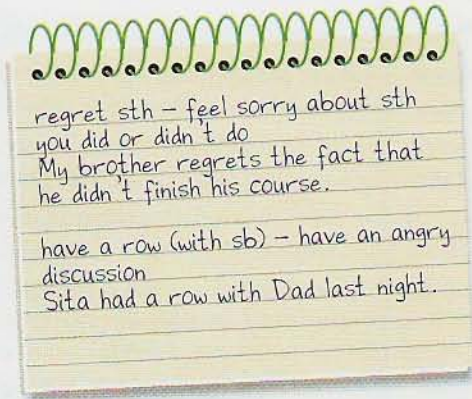 regret sth – feel sorry about sth
you did or didn't do
My brother regrets the fact that
he didn't finish his course.
have a row (with sb) – have an angry
discussion
Sita had a row with Dad last night.